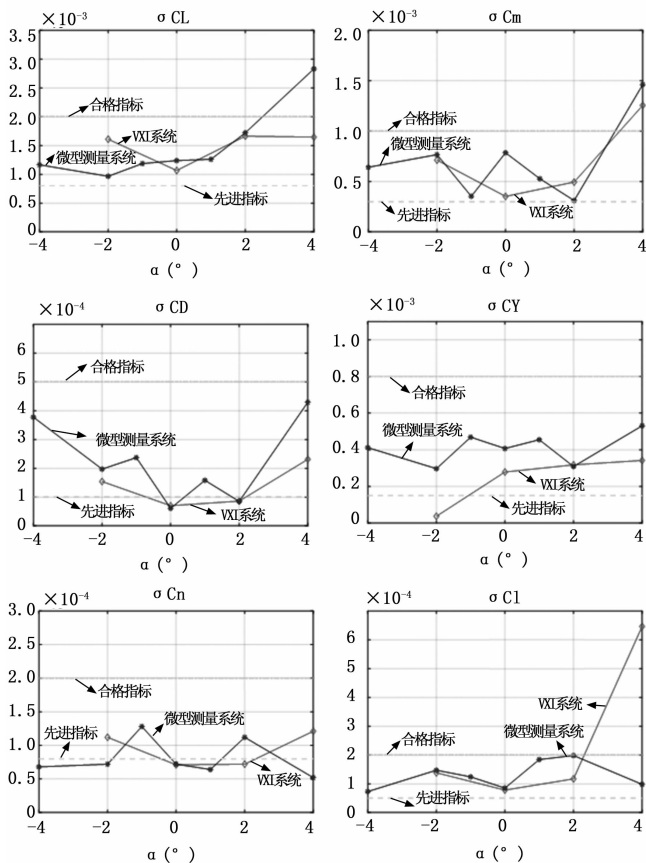 ×10⁻³
σ CL
3.5
3.0
2.5
2.0
1.5
1.0
0.5
0
合格指标
VXI系统
微型测量系统
先进指标
−4
−2
0
2
4
α (°)
×10⁻³
σ Cm
2.0
1.5
1.0
0.5
0
合格指标
微型测量系统
先进指标
VXI系统
−4
−2
0
2
4
α (°)
×10⁻⁴
σ CD
6
5
4
3
2
1
0
合格指标
微型测量系统
先进指标
VXI系统
−4
−2
0
2
4
α (°)
×10⁻³
σ CY
1.0
0.8
0.6
0.4
0.2
0
合格指标
微型测量系统
VXI系统
先进指标
−4
−2
0
2
4
α (°)
×10⁻⁴
σ Cn
3.0
2.5
2.0
1.5
1.0
0.5
0.0
合格指标
微型测量系统
先进指标
VXI系统
−4
−2
0
2
4
α (°)
×10⁻⁴
σ Cl
6
5
4
3
2
1
0
VXI系统
微型测量系统
合格指标
先进指标
−4
−2
0
2
4
α (°)